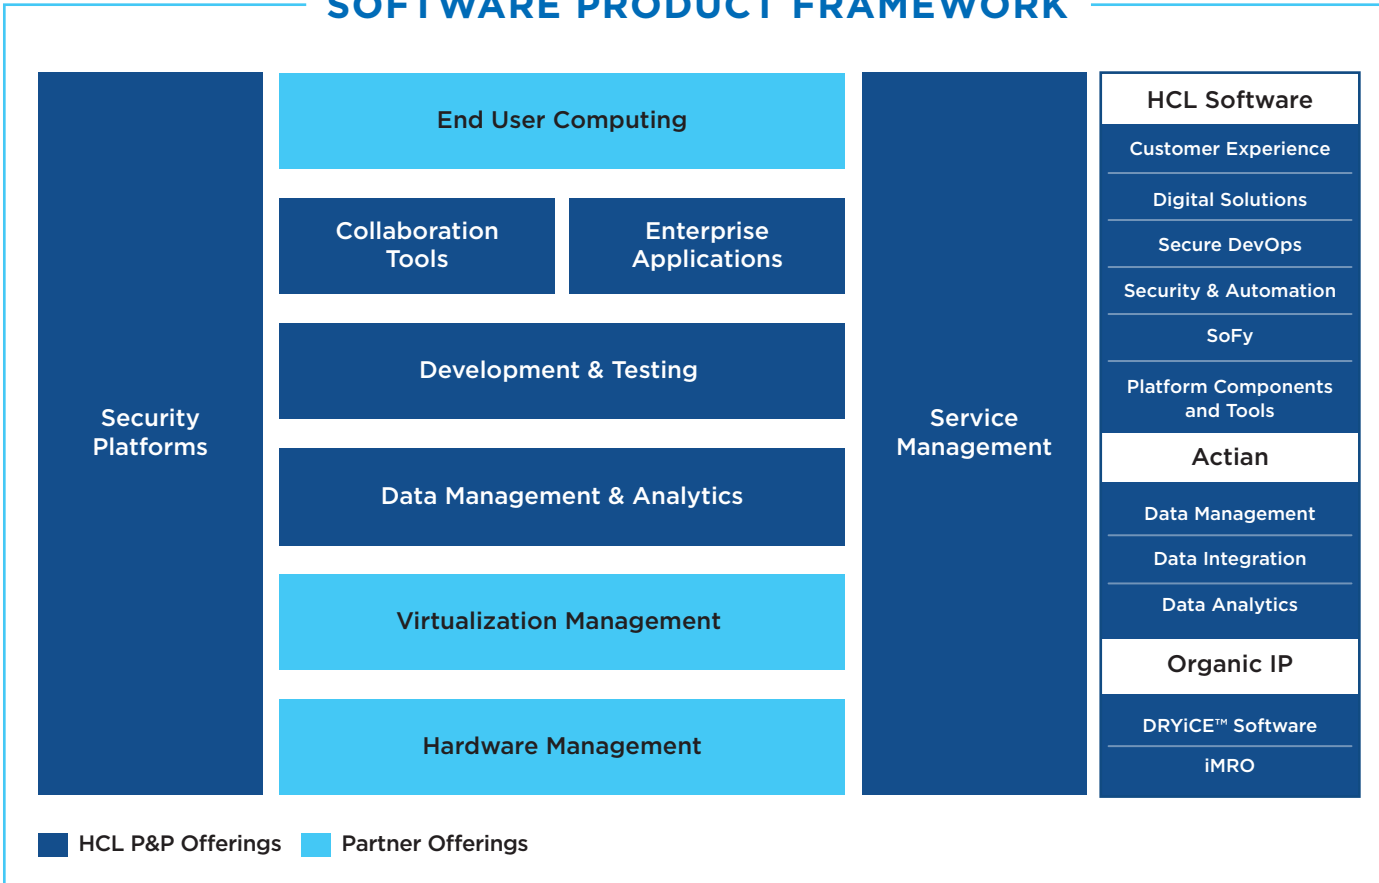 SOFTWARE PRODUCT FRAMEWORK
Security
Platforms
End User Computing
Collaboration
Tools
Enterprise
Applications
Development & Testing
Data Management & Analytics
Virtualization Management
Hardware Management
Service
Management
HCL Software
Customer Experience
Digital Solutions
Secure DevOps
Security & Automation
SoFy
Platform Components
and Tools
Actian
Data Management
Data Integration
Data Analytics
Organic IP
DRYiCE™ Software
iMRO
HCL P&P Offerings
Partner Offerings